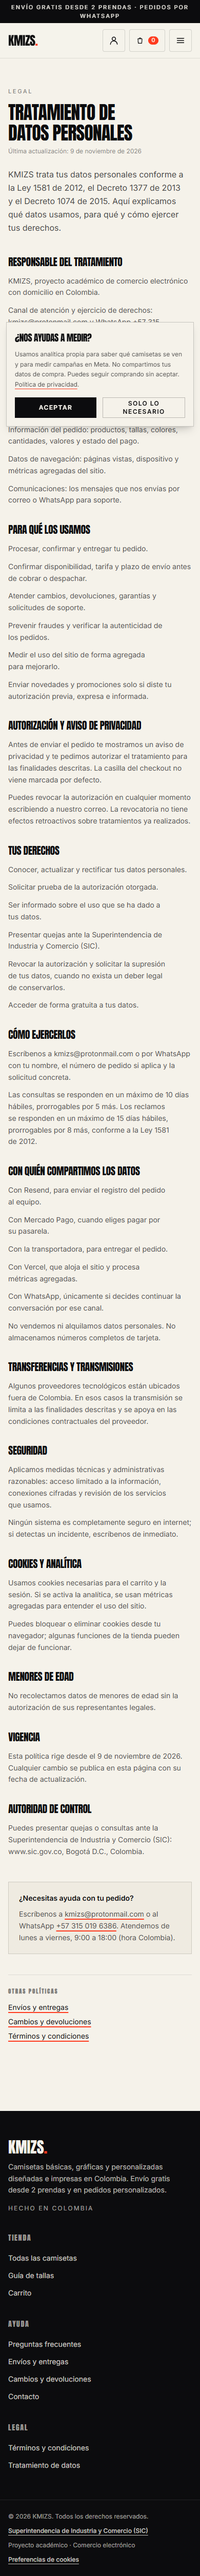 ENVÍO GRATIS DESDE 2 PRENDAS · PEDIDOS POR
WHATSAPP
KMIZS.
0
LEGAL
TRATAMIENTO DE
DATOS PERSONALES
Última actualización: 9 de noviembre de 2026
KMIZS trata tus datos personales conforme a
la Ley 1581 de 2012, el Decreto 1377 de 2013
y el Decreto 1074 de 2015. Aquí explicamos
qué datos usamos, para qué y cómo ejercer
tus derechos.
RESPONSABLE DEL TRATAMIENTO
KMIZS, proyecto académico de comercio electrónico
con domicilio en Colombia.
Canal de atención y ejercicio de derechos:
kmizs@protonmail.com y WhatsApp +57 315
¿NOS AYUDAS A MEDIR?
Usamos analítica propia para saber qué camisetas se ven
y para medir campañas en Meta. No compartimos tus
datos de compra. Puedes seguir comprando sin aceptar.
Política de privacidad.
ACEPTAR
SOLO LO
NECESARIO
Información del pedido: productos, tallas, colores,
cantidades, valores y estado del pago.
Datos de navegación: páginas vistas, dispositivo y
métricas agregadas del sitio.
Comunicaciones: los mensajes que nos envías por
correo o WhatsApp para soporte.
PARA QUÉ LOS USAMOS
Procesar, confirmar y entregar tu pedido.
Confirmar disponibilidad, tarifa y plazo de envío antes
de cobrar o despachar.
Atender cambios, devoluciones, garantías y
solicitudes de soporte.
Prevenir fraudes y verificar la autenticidad de
los pedidos.
Medir el uso del sitio de forma agregada
para mejorarlo.
Enviar novedades y promociones solo si diste tu
autorización previa, expresa e informada.
AUTORIZACIÓN Y AVISO DE PRIVACIDAD
Antes de enviar el pedido te mostramos un aviso de
privacidad y te pedimos autorizar el tratamiento para
las finalidades descritas. La casilla del checkout no
viene marcada por defecto.
Puedes revocar la autorización en cualquier momento
escribiendo a nuestro correo. La revocatoria no tiene
efectos retroactivos sobre tratamientos ya realizados.
TUS DERECHOS
Conocer, actualizar y rectificar tus datos personales.
Solicitar prueba de la autorización otorgada.
Ser informado sobre el uso que se ha dado a
tus datos.
Presentar quejas ante la Superintendencia de
Industria y Comercio (SIC).
Revocar la autorización y solicitar la supresión
de tus datos, cuando no exista un deber legal
de conservarlos.
Acceder de forma gratuita a tus datos.
CÓMO EJERCERLOS
Escríbenos a kmizs@protonmail.com o por WhatsApp
con tu nombre, el número de pedido si aplica y la
solicitud concreta.
Las consultas se responden en un máximo de 10 días
hábiles, prorrogables por 5 más. Los reclamos
se responden en un máximo de 15 días hábiles,
prorrogables por 8 más, conforme a la Ley 1581
de 2012.
CON QUIÉN COMPARTIMOS LOS DATOS
Con Resend, para enviar el registro del pedido
al equipo.
Con Mercado Pago, cuando eliges pagar por
su pasarela.
Con la transportadora, para entregar el pedido.
Con Vercel, que aloja el sitio y procesa
métricas agregadas.
Con WhatsApp, únicamente si decides continuar la
conversación por ese canal.
No vendemos ni alquilamos datos personales. No
almacenamos números completos de tarjeta.
TRANSFERENCIAS Y TRANSMISIONES
Algunos proveedores tecnológicos están ubicados
fuera de Colombia. En esos casos la transmisión se
limita a las finalidades descritas y se apoya en las
condiciones contractuales del proveedor.
SEGURIDAD
Aplicamos medidas técnicas y administrativas
razonables: acceso limitado a la información,
conexiones cifradas y revisión de los servicios
que usamos.
Ningún sistema es completamente seguro en internet;
si detectas un incidente, escríbenos de inmediato.
COOKIES Y ANALÍTICA
Usamos cookies necesarias para el carrito y la
sesión. Si se activa la analítica, se usan métricas
agregadas para entender el uso del sitio.
Puedes bloquear o eliminar cookies desde tu
navegador; algunas funciones de la tienda pueden
dejar de funcionar.
MENORES DE EDAD
No recolectamos datos de menores de edad sin la
autorización de sus representantes legales.
VIGENCIA
Esta política rige desde el 9 de noviembre de 2026.
Cualquier cambio se publica en esta página con su
fecha de actualización.
AUTORIDAD DE CONTROL
Puedes presentar quejas o consultas ante la
Superintendencia de Industria y Comercio (SIC):
www.sic.gov.co, Bogotá D.C., Colombia.
¿Necesitas ayuda con tu pedido?
Escríbenos a kmizs@protonmail.com o al
WhatsApp +57 315 019 6386. Atendemos de
lunes a viernes, 9:00 a 18:00 (hora Colombia).
OTRAS POLÍTICAS
Envíos y entregas
Cambios y devoluciones
Términos y condiciones
KMIZS.
Camisetas básicas, gráficas y personalizadas
diseñadas e impresas en Colombia. Envío gratis
desde 2 prendas y en pedidos personalizados.
HECHO EN COLOMBIA
TIENDA
Todas las camisetas
Guía de tallas
Carrito
AYUDA
Preguntas frecuentes
Envíos y entregas
Cambios y devoluciones
Contacto
LEGAL
Términos y condiciones
Tratamiento de datos
© 2026 KMIZS. Todos los derechos reservados.
Superintendencia de Industria y Comercio (SIC)
Proyecto académico · Comercio electrónico
Preferencias de cookies